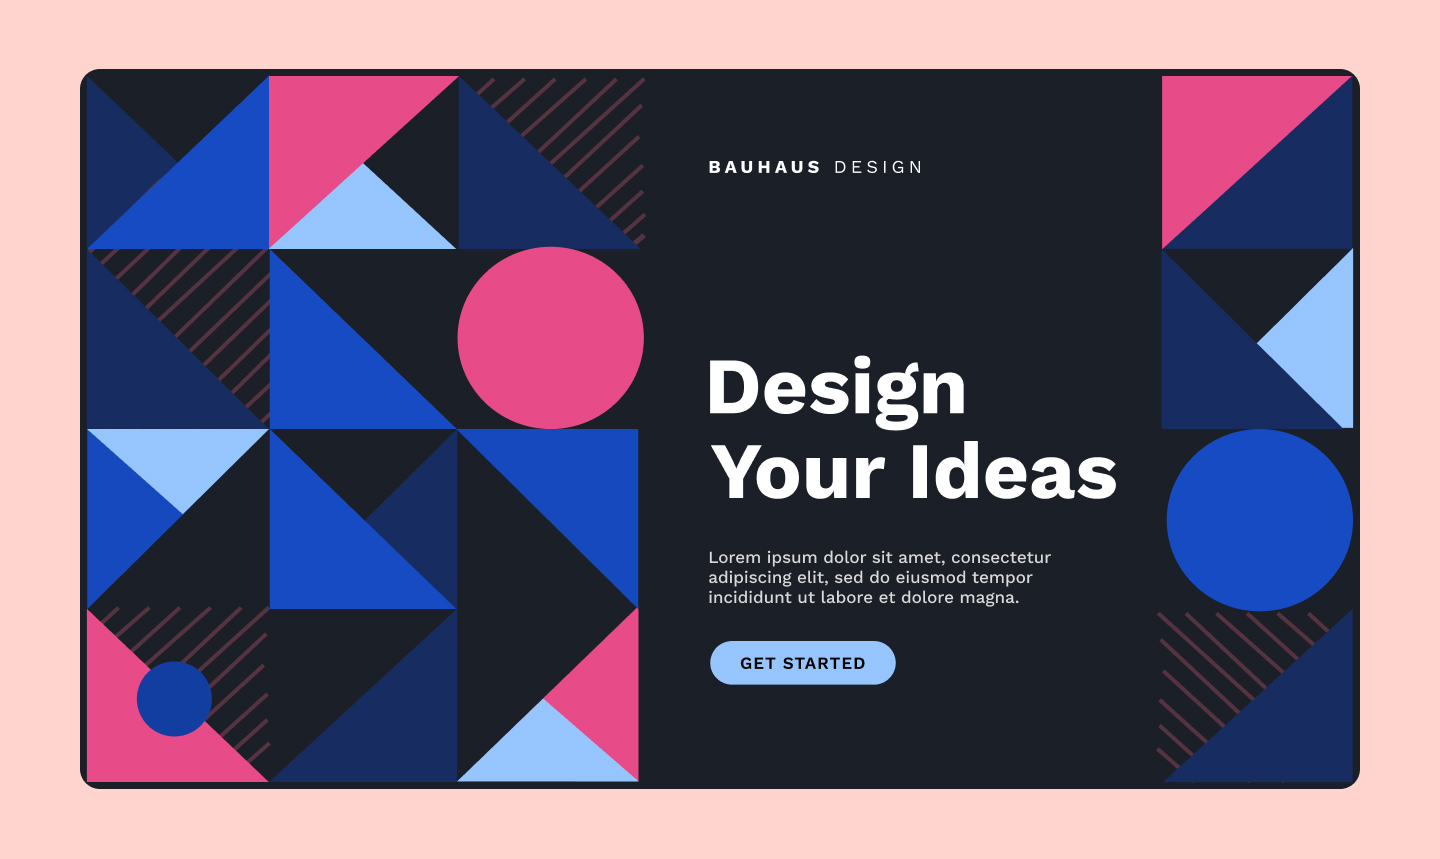 BAUHAUS DESIGN
Design
Your Ideas
Lorem ipsum dolor sit amet, consectetur
adipiscing elit, sed do eiusmod tempor
incididunt ut labore et dolore magna.
GET STARTED